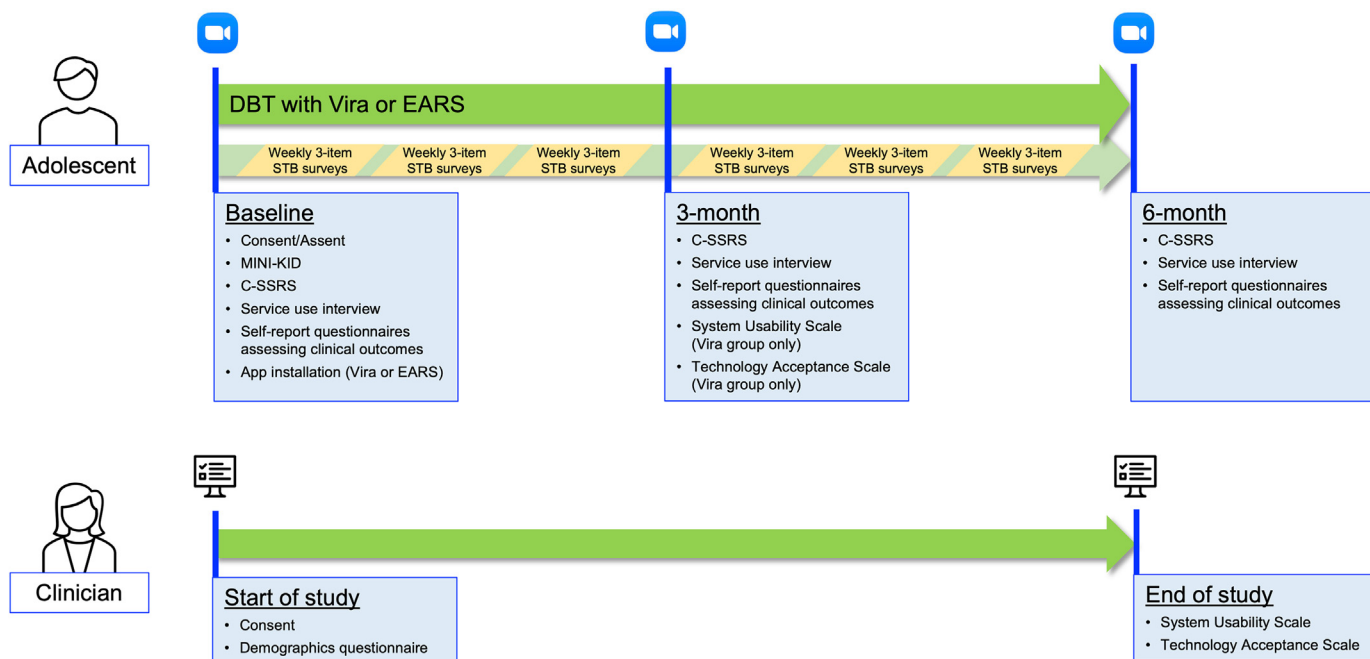 DBT with Vira or EARS
Adolescent
Weekly 3-item
STB surveys
Weekly 3-item
STB surveys
Weekly 3-item
STB surveys
Weekly 3-item
STB surveys
Weekly 3-item
STB surveys
Weekly 3-item
STB surveys
Baseline
• Consent/Assent
• MINI-KID
• C-SSRS
• Service use interview
• Self-report questionnaires
assessing clinical outcomes
• App installation (Vira or EARS)
3-month
• C-SSRS
• Service use interview
• Self-report questionnaires
assessing clinical outcomes
• System Usability Scale
(Vira group only)
• Technology Acceptance Scale
(Vira group only)
6-month
• C-SSRS
• Service use interview
• Self-report questionnaires
assessing clinical outcomes
Clinician
Start of study
• Consent
• Demographics questionnaire
End of study
• System Usability Scale
• Technology Acceptance Scale